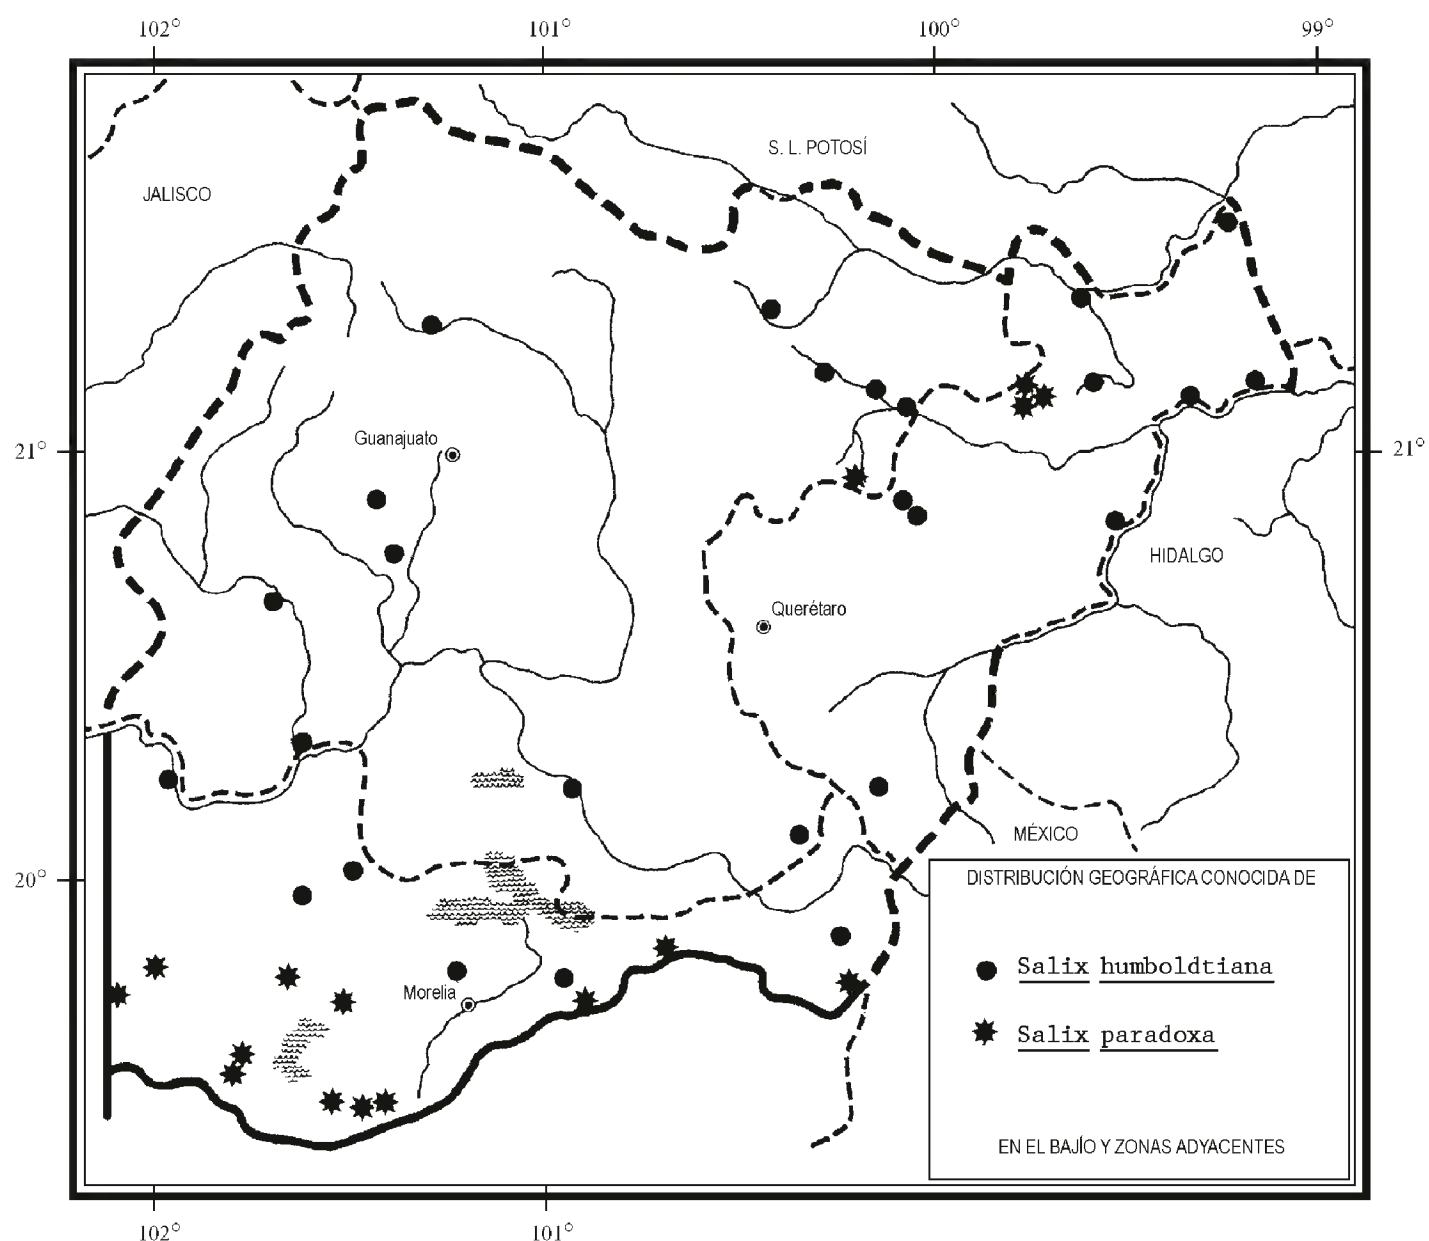 102° 101° 100° 99°
S. L. POTOSÍ
JALISCO
Guanajuato
21° 21°
HIDALGO
Querétaro
MÉXICO
20°
DISTRIBUCIÓN GEOGRÁFICA CONOCIDA DE
Salix humboldtiana
Morelia
Salix paradoxa
EN EL BAJÍO Y ZONAS ADYACENTES
102° 101°